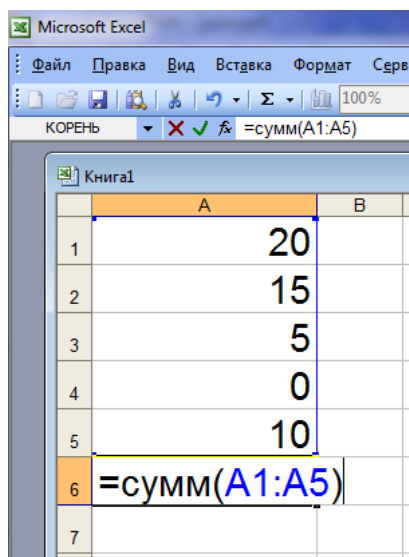 Microsoft Excel
Файл Правка Вид Вставка Формат Серв
100%
КОРЕНЬ fx =сумм(A1:A5)
Книга1
A B
1 20
2 15
3 5
4 0
5 10
6 =сумм(A1:A5)
7